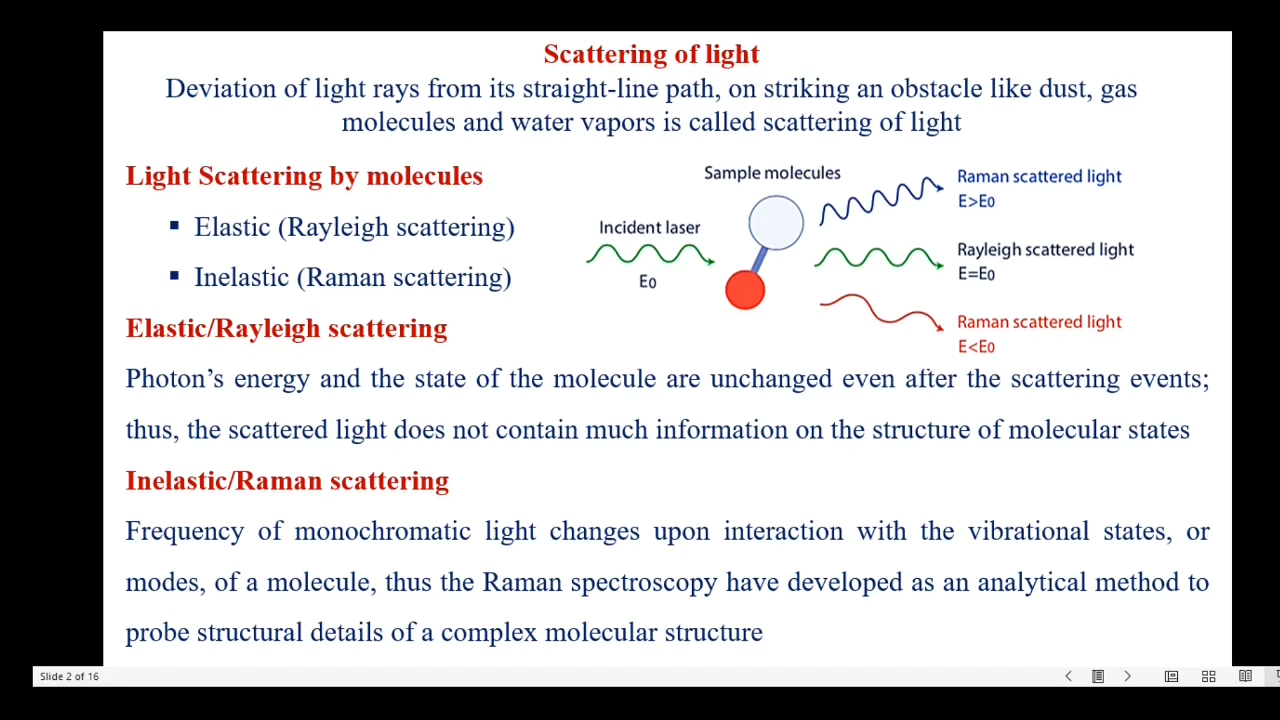 Scattering of light
Deviation of light rays from its straight-line path, on striking an obstacle like dust, gas
molecules and water vapors is called scattering of light
Light Scattering by molecules
▪ Elastic (Rayleigh scattering)
▪ Inelastic (Raman scattering)
Sample molecules
Incident laser
E₀
Raman scattered light
E>E₀
Rayleigh scattered light
E=E₀
Raman scattered light
E<E₀
Elastic/Rayleigh scattering
Photon’s energy and the state of the molecule are unchanged even after the scattering events;
thus, the scattered light does not contain much information on the structure of molecular states
Inelastic/Raman scattering
Frequency of monochromatic light changes upon interaction with the vibrational states, or
modes, of a molecule, thus the Raman spectroscopy have developed as an analytical method to
probe structural details of a complex molecular structure
Slide 2 of 16